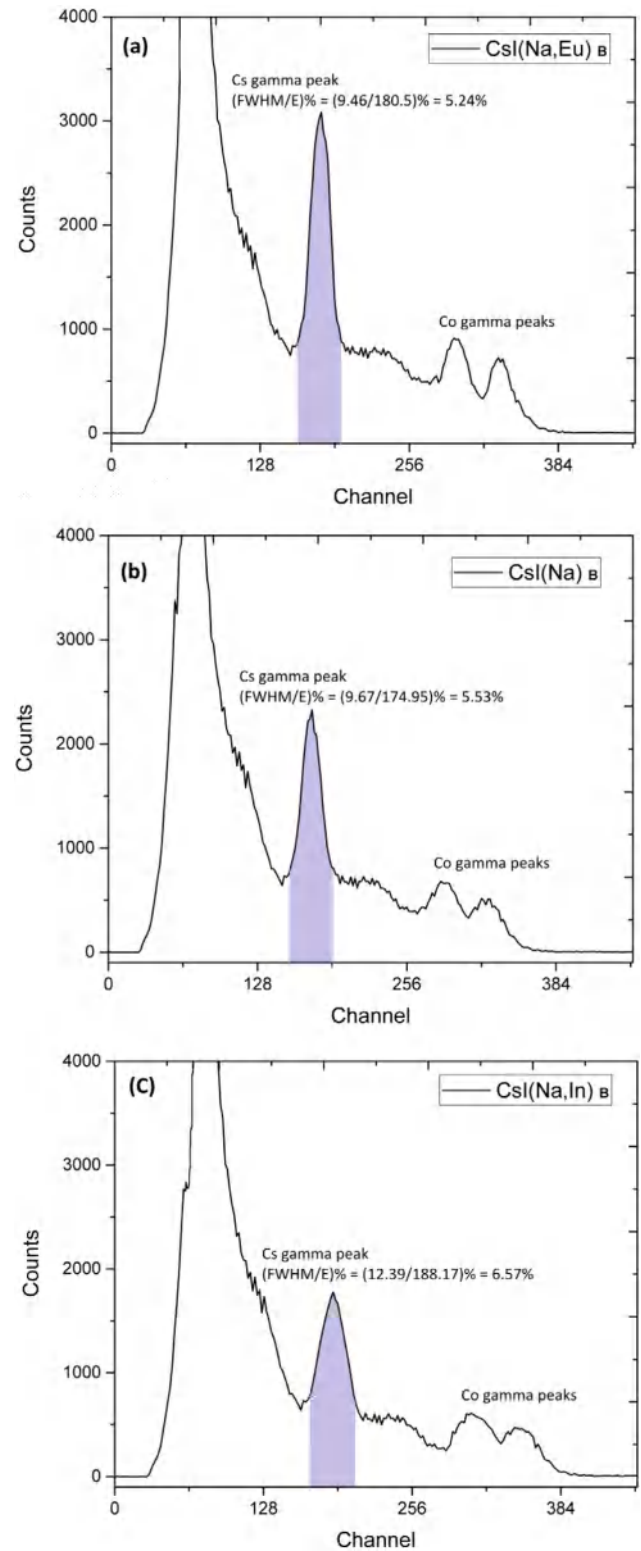 (a)
CsI(Na,Eu) B
Cs gamma peak
(FWHM/E)% = (9.46/180.5)% = 5.24%
Co gamma peaks
4000
3000
2000
1000
0
Counts
0 128 256 384
Channel
(b)
CsI(Na) B
Cs gamma peak
(FWHM/E)% = (9.67/174.95)% = 5.53%
Co gamma peaks
4000
3000
2000
1000
0
Counts
0 128 256 384
Channel
(C)
CsI(Na,In) B
Cs gamma peak
(FWHM/E)% = (12.39/188.17)% = 6.57%
Co gamma peaks
4000
3000
2000
1000
0
Counts
0 128 256 384
Channel